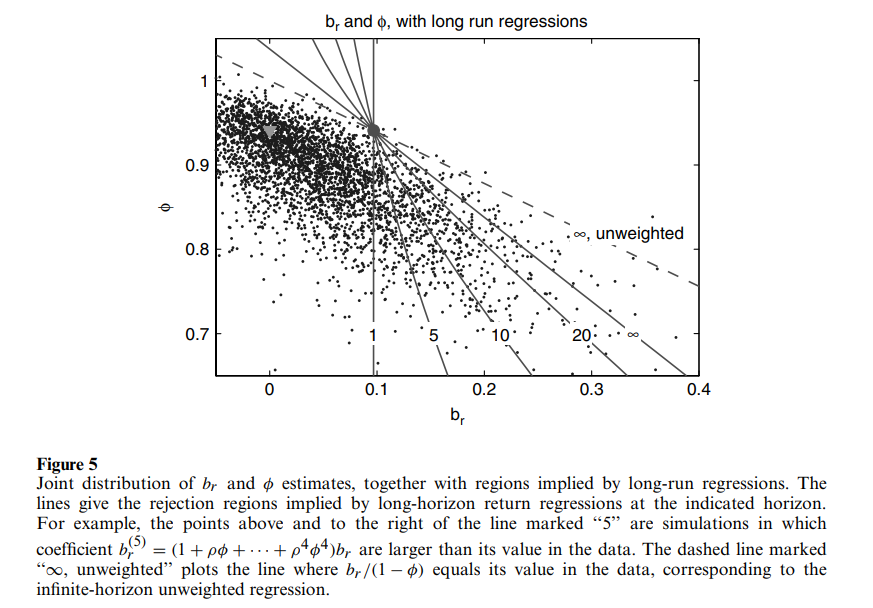 b_r and ϕ, with long run regressions
1
0.9
ϕ
0.8
0.7
∞, unweighted
1 5 10 20 ∞
0 0.1 0.2 0.3 0.4
b_r
Figure 5
Joint distribution of b_r and ϕ estimates, together with regions implied by long-run regressions. The
lines give the rejection regions implied by long-horizon return regressions at the indicated horizon.
For example, the points above and to the right of the line marked “5” are simulations in which
coefficient b_r^(5) = (1 + ρϕ + ··· + ρ⁴ϕ⁴)b_r are larger than its value in the data. The dashed line marked
“∞, unweighted” plots the line where b_r/(1 − ϕ) equals its value in the data, corresponding to the
infinite-horizon unweighted regression.